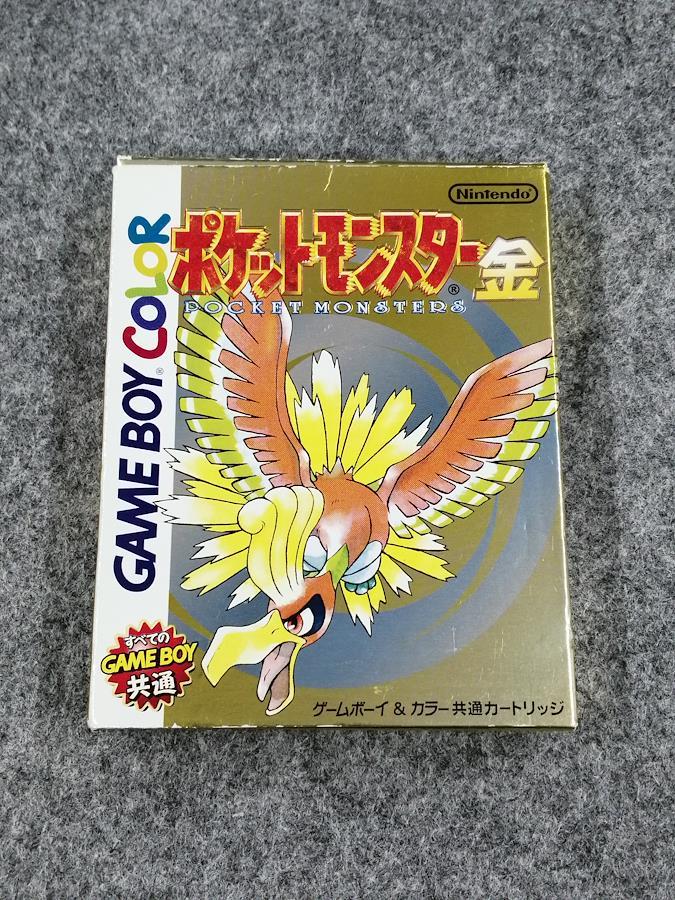 Nintendo®
ポケットモンスター金
®
POCKET MONSTERS
GAME BOY® COLOR
すべての
GAME BOY
共通
ゲームボーイ & カラー共通カートリッジ